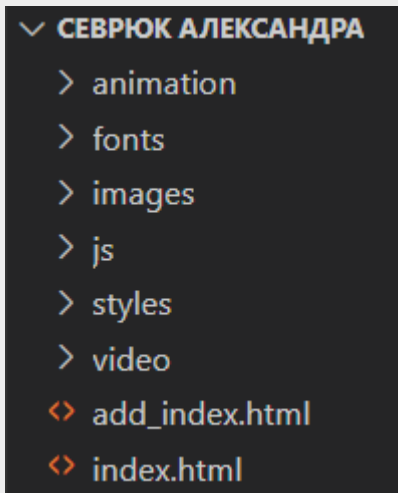 СЕВРЮК АЛЕКСАНДРА
animation
fonts
images
js
styles
video
add_index.html
index.html